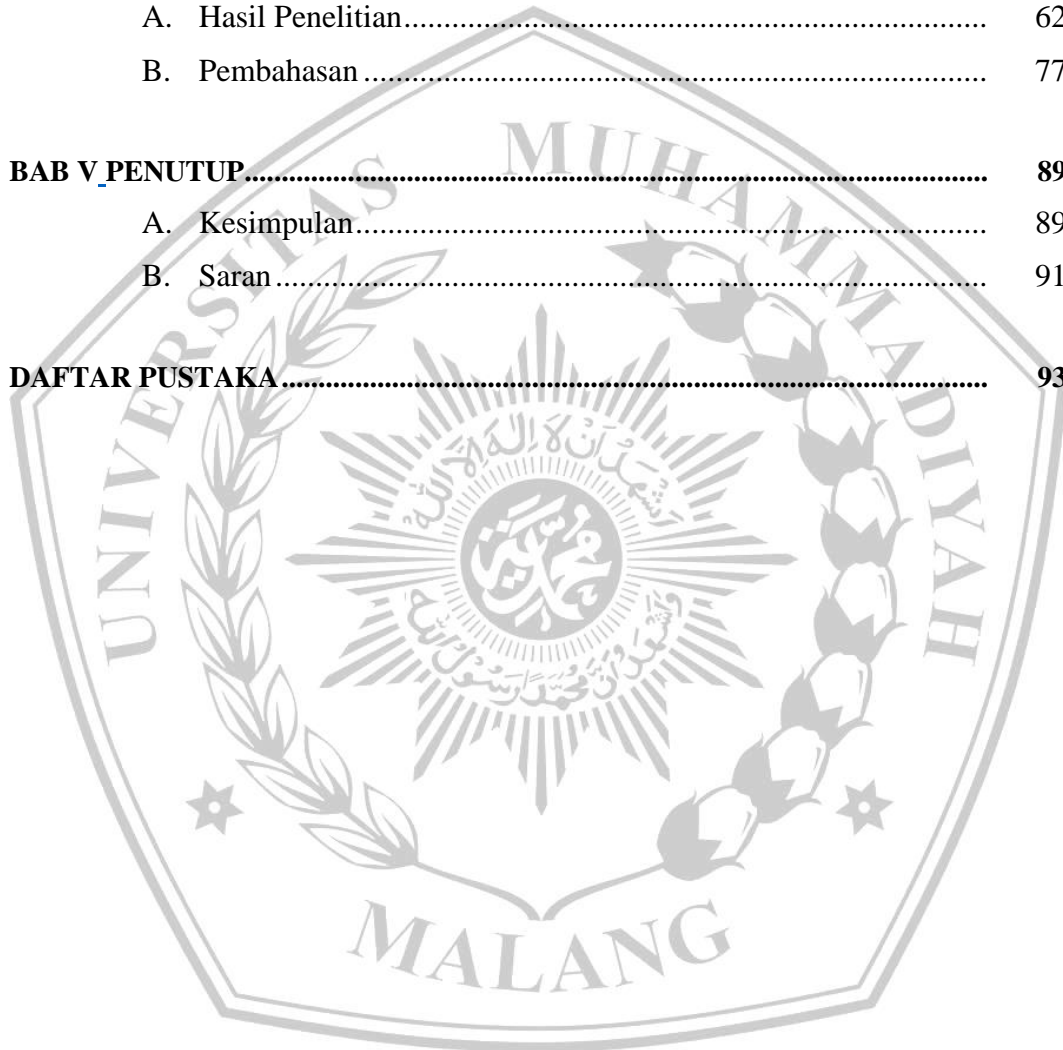 A. Hasil Penelitian.......................................................................... 62
B. Pembahasan.............................................................................. 77
BAB V PENUTUP.................................................................................. 89
A. Kesimpulan............................................................................... 89
B. Saran......................................................................................... 91
DAFTAR PUSTAKA............................................................................. 93
UNIVERSITAS MUHAMMADIYAH
MALANG